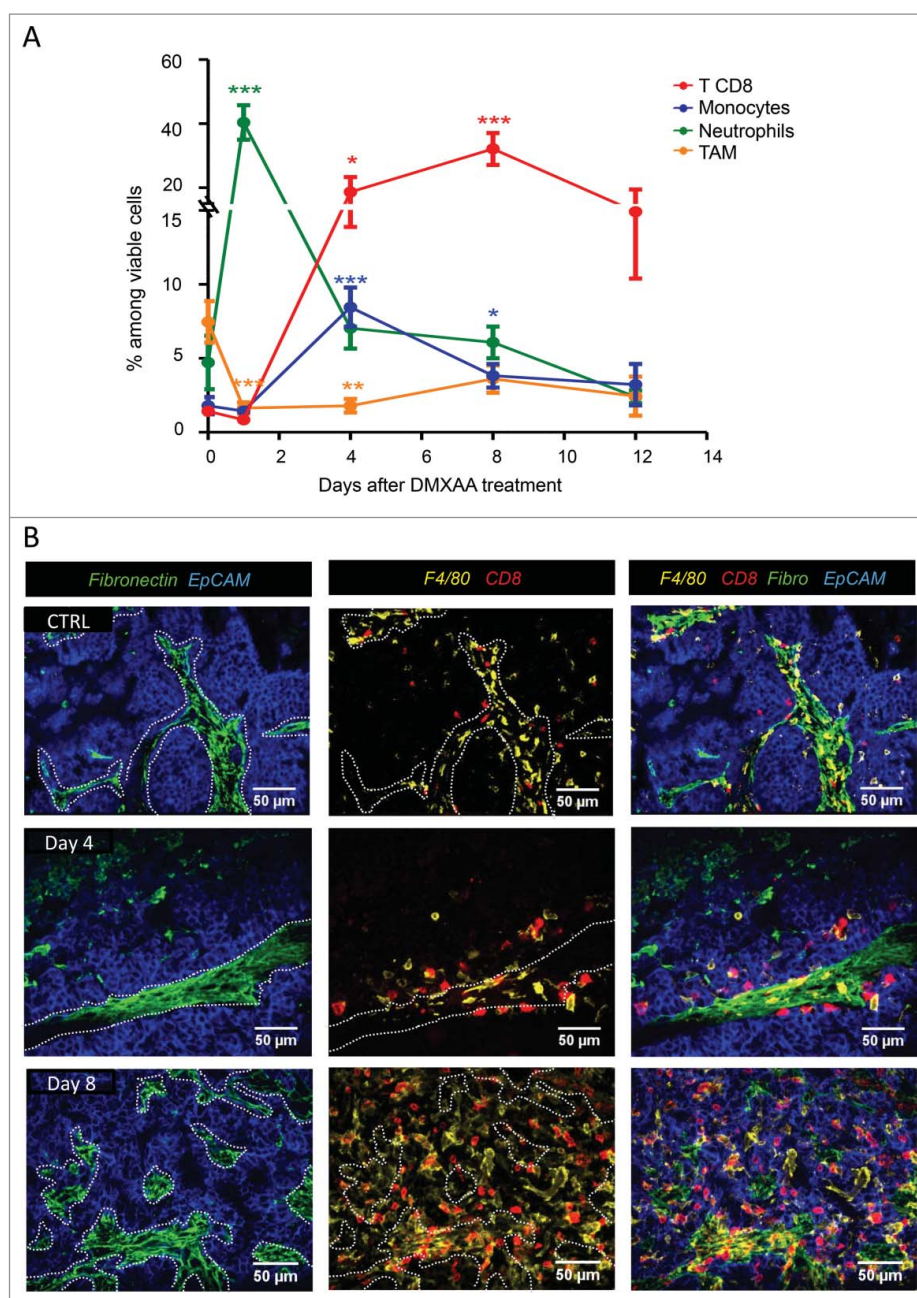 A
60
40
20
15
10
5
0
% among viable cells
***
*
***
***
*
***
**
T CD8
Monocytes
Neutrophils
TAM
0 2 4 6 8 10 12 14
Days after DMXAA treatment
B
Fibronectin EpCAM
F4/80 CD8
F4/80 CD8 Fibro EpCAM
CTRL
50 µm
50 µm
50 µm
Day 4
50 µm
50 µm
50 µm
Day 8
50 µm
50 µm
50 µm